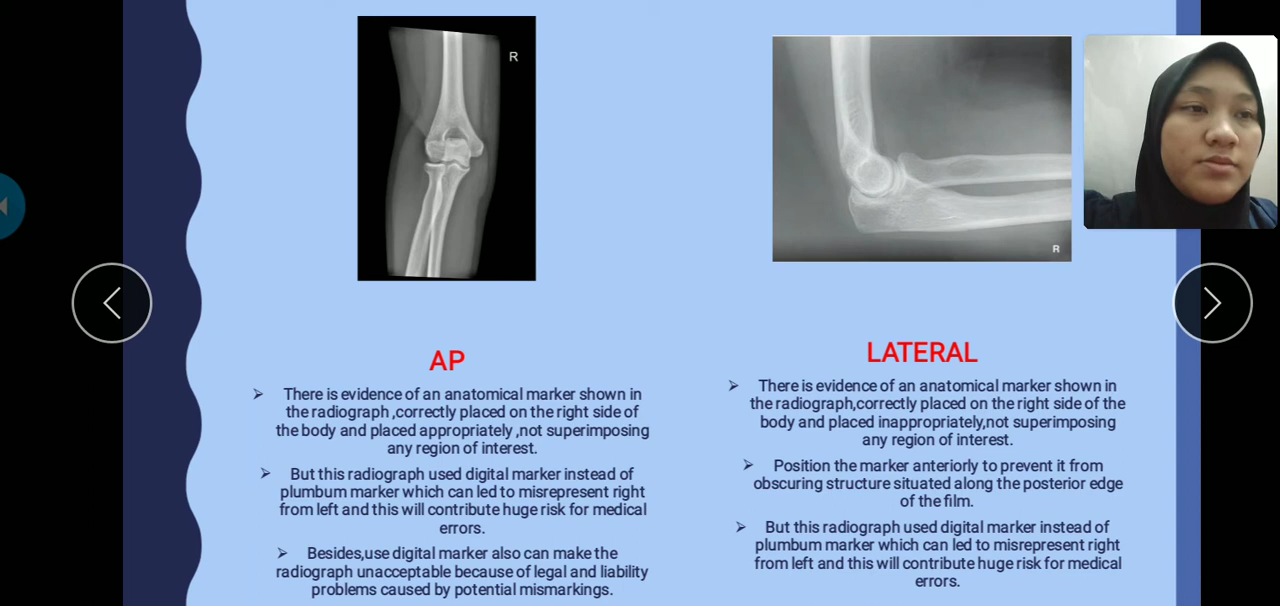 R
R
AP
➢ There is evidence of an anatomical marker shown in
the radiograph ,correctly placed on the right side of
the body and placed appropriately ,not superimposing
any region of interest.
➢ But this radiograph used digital marker instead of
plumbum marker which can led to misrepresent right
from left and this will contribute huge risk for medical
errors.
➢ Besides,use digital marker also can make the
radiograph unacceptable because of legal and liability
problems caused by potential mismarkings.
LATERAL
➢ There is evidence of an anatomical marker shown in
the radiograph,correctly placed on the right side of the
body and placed inappropriately,not superimposing
any region of interest.
➢ Position the marker anteriorly to prevent it from
obscuring structure situated along the posterior edge
of the film.
➢ But this radiograph used digital marker instead of
plumbum marker which can led to misrepresent right
from left and this will contribute huge risk for medical
errors.